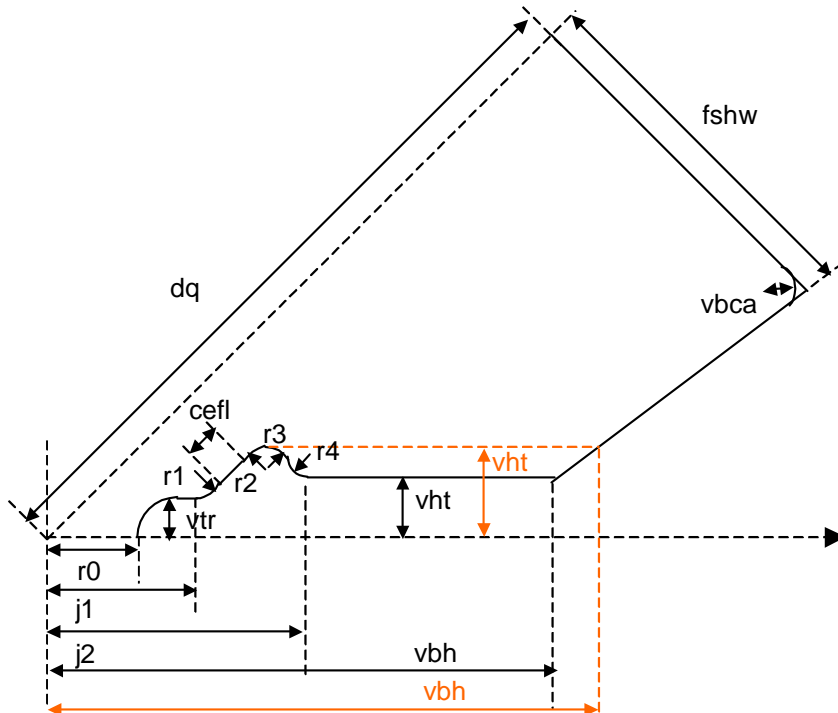 fshw
dq
vbca
cefl
r3
r4
r1
r2
vht
vht
vtr
r0
j1
j2
vbh
vbh